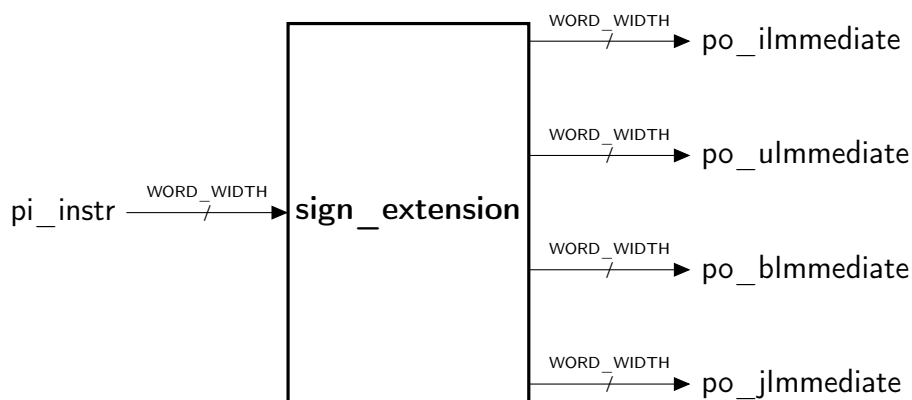 WORD_WIDTH
po_iImmediate
WORD_WIDTH
po_uImmediate
pi_instr
WORD_WIDTH
sign_extension
WORD_WIDTH
po_bImmediate
WORD_WIDTH
po_jImmediate